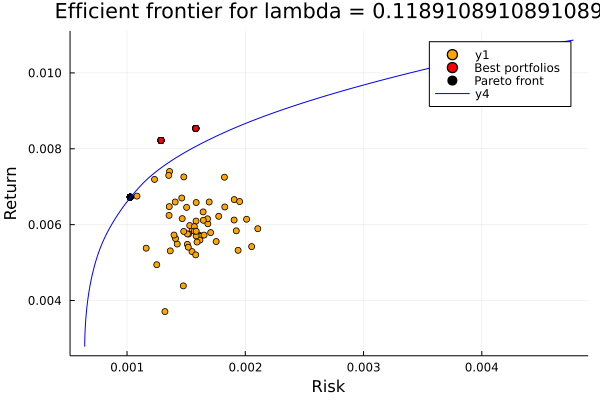 Efficient frontier for lambda = 0.1189108910891089
y1
Best portfolios
Pareto front
y4
0.010
0.008
0.006
0.004
Return
0.001 0.002 0.003 0.004
Risk